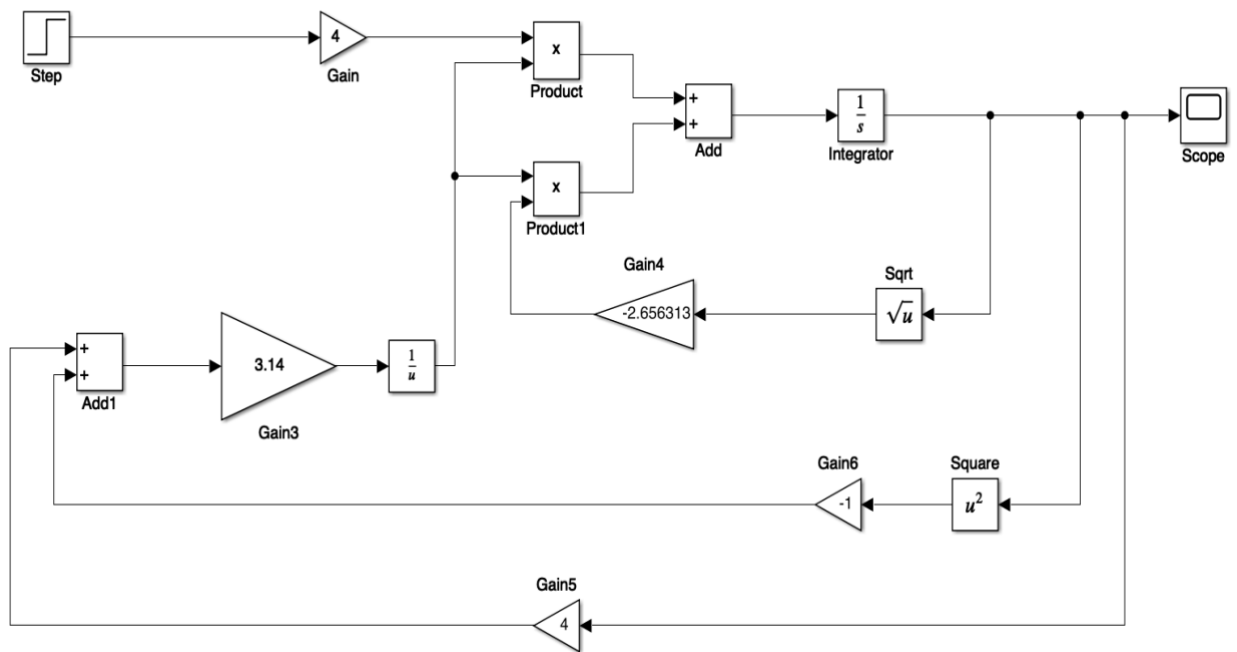 4
Step
Gain
x
Product
+
+
Add
1
s
Integrator
Scope
x
Product1
Gain4
-2.656313
Sqrt
√u
+
+
Add1
3.14
Gain3
1
u
Gain6
-1
Square
u²
Gain5
4